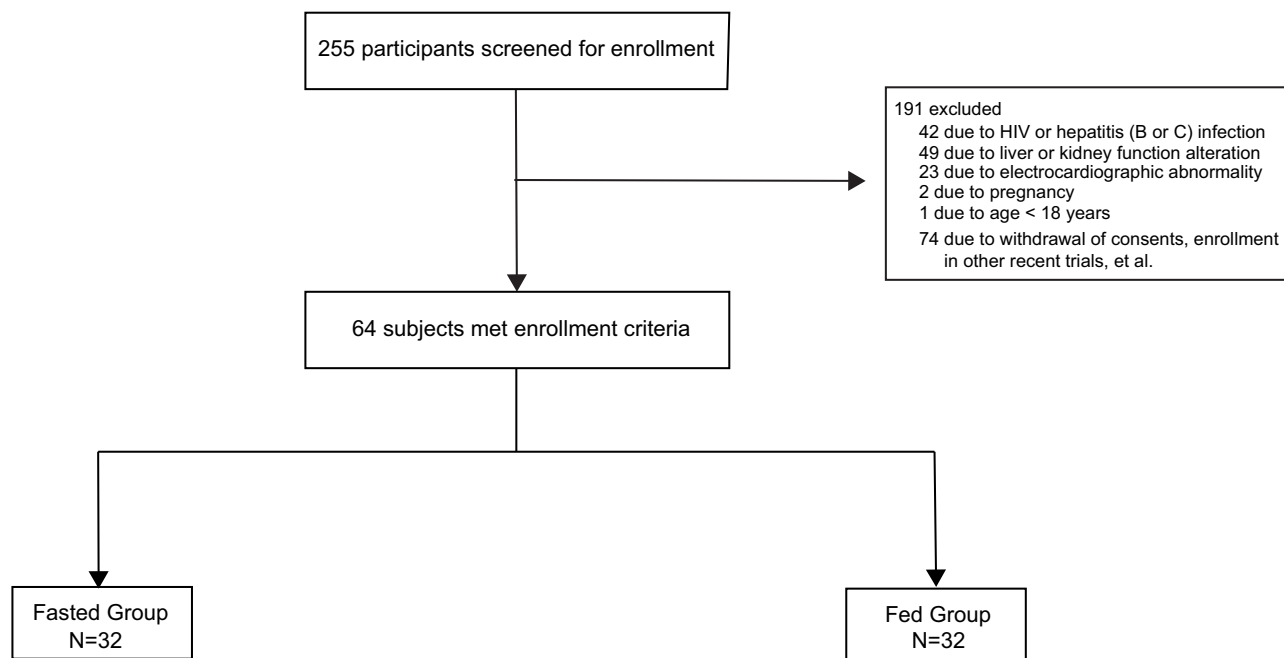 255 participants screened for enrollment
191 excluded
42 due to HIV or hepatitis (B or C) infection
49 due to liver or kidney function alteration
23 due to electrocardiographic abnormality
2 due to pregnancy
1 due to age < 18 years
74 due to withdrawal of consents, enrollment
in other recent trials, et al.
64 subjects met enrollment criteria
Fasted Group
N=32
Fed Group
N=32